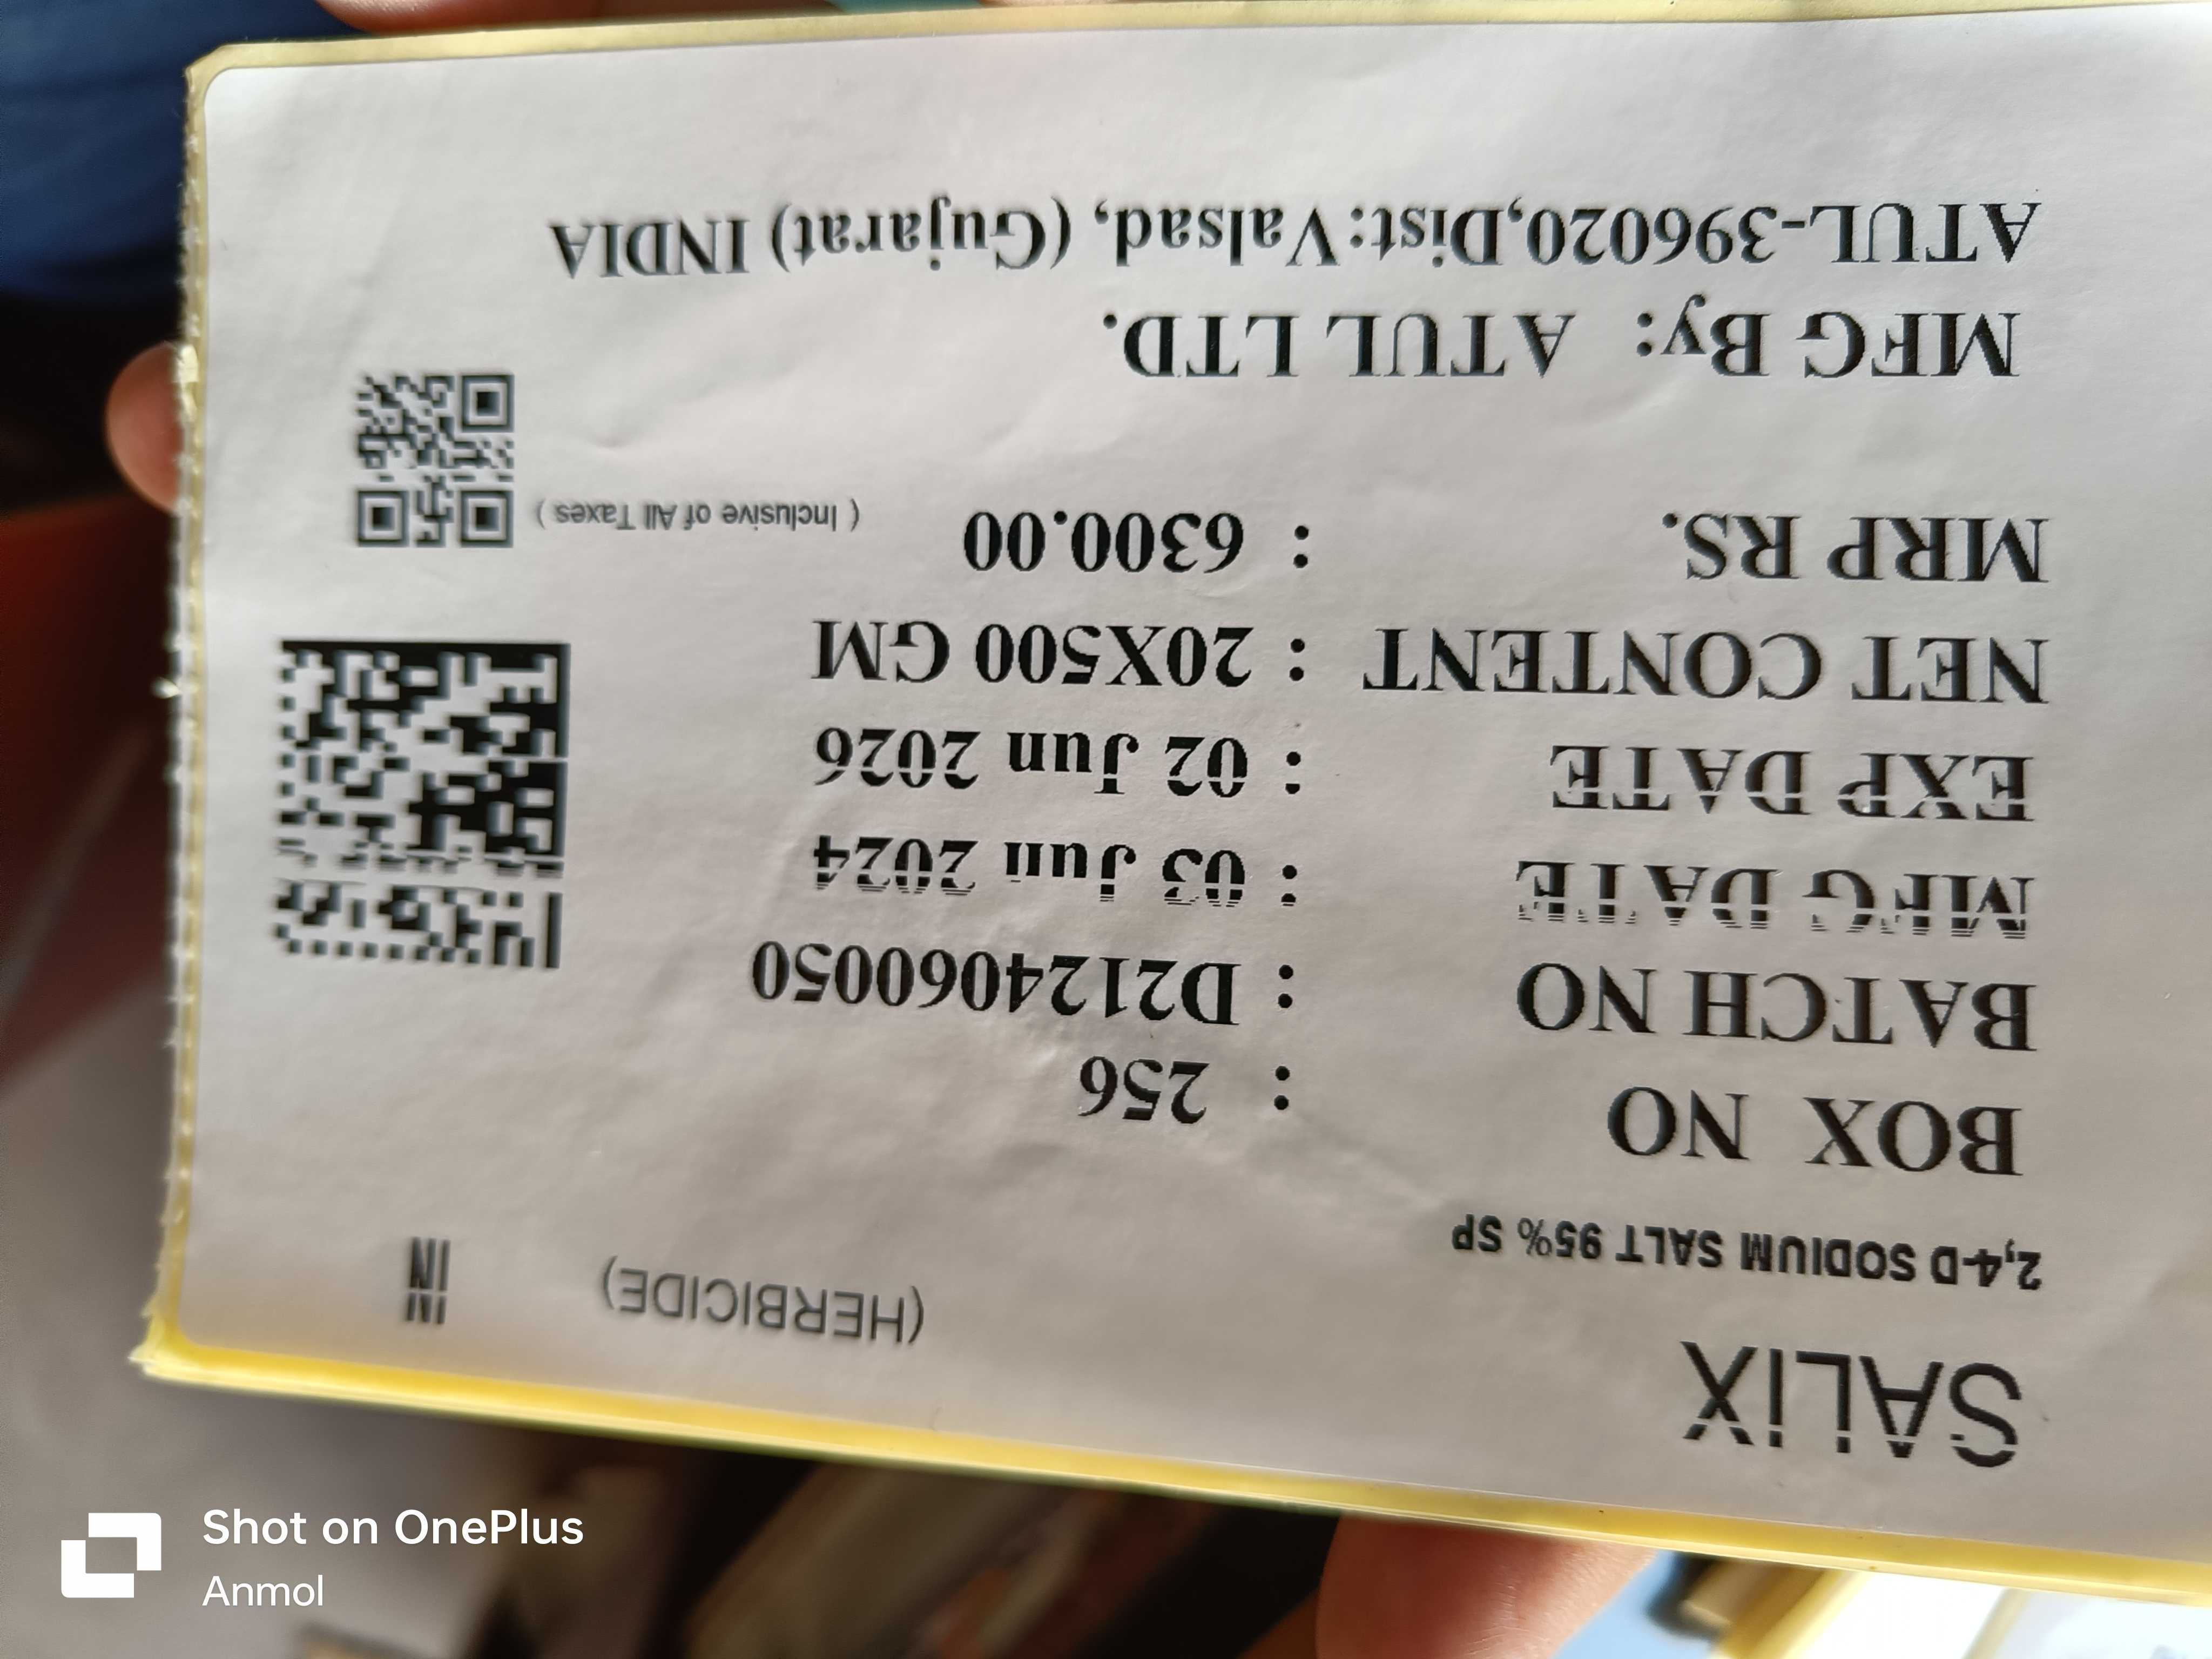 SALIX
(HERBICIDE)
IN
IN
2,4-D SODIUM SALT 95% SP
BOX NO : 256
BATCH NO : D2124060050
MFG DATE : 03 Jun 2024
EXP DATE : 02 Jun 2026
NET CONTENT : 20X500 GM
MRP RS. : 6300.00 ( Inclusive of All Taxes )
MFG By: ATUL LTD.
ATUL-396020,Dist:Valsad, (Gujarat) INDIA
Shot on OnePlus
Anmol